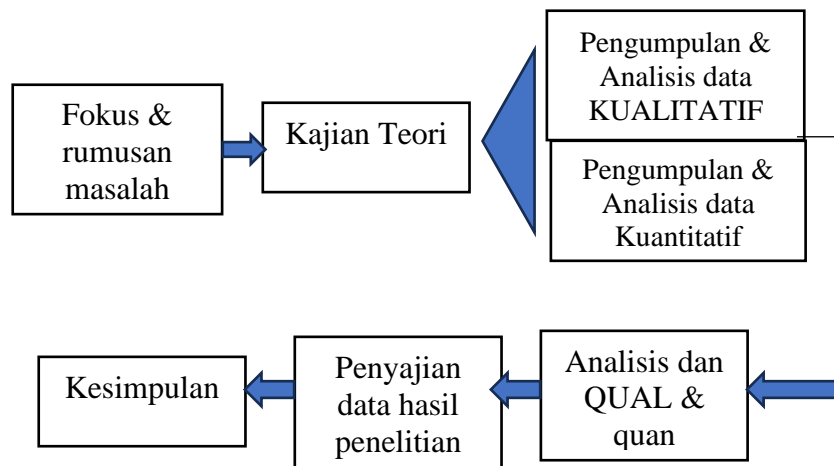 Fokus &
rumusan
masalah
Kajian Teori
Pengumpulan &
Analisis data
KUALITATIF
Pengumpulan &
Analisis data
Kuantitatif
Kesimpulan
Penyajian
data hasil
penelitian
Analisis dan
QUAL &
quan